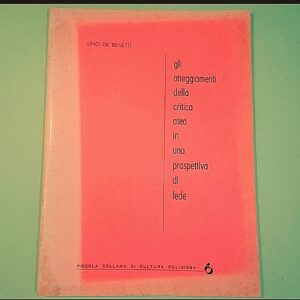 LINO DE BENETTI
gli
atteggiamenti
della
critica
atea
in
una
prospettiva
di
fede
PICCOLA COLLANA DI CULTURA RELIGIOSA 6